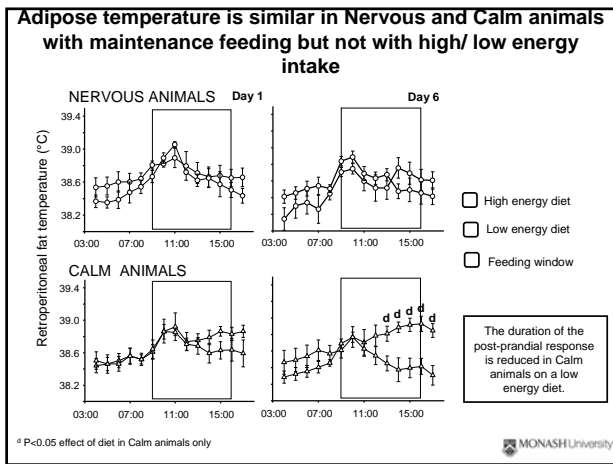 Adipose temperature is similar in Nervous and Calm animals
with maintenance feeding but not with high/ low energy
intake
NERVOUS ANIMALS
Day 1
Day 6
Retroperitoneal fat temperature (°C)
39.4
39.0
38.6
38.2
03:00 07:00 11:00 15:00
03:00 07:00 11:00 15:00
High energy diet
Low energy diet
Feeding window
CALM ANIMALS
39.4
39.0
38.6
38.2
d d d d d
03:00 07:00 11:00 15:00
03:00 07:00 11:00 15:00
The duration of the
post-prandial response
is reduced in Calm
animals on a low
energy diet.
d P<0.05 effect of diet in Calm animals only
MONASH University